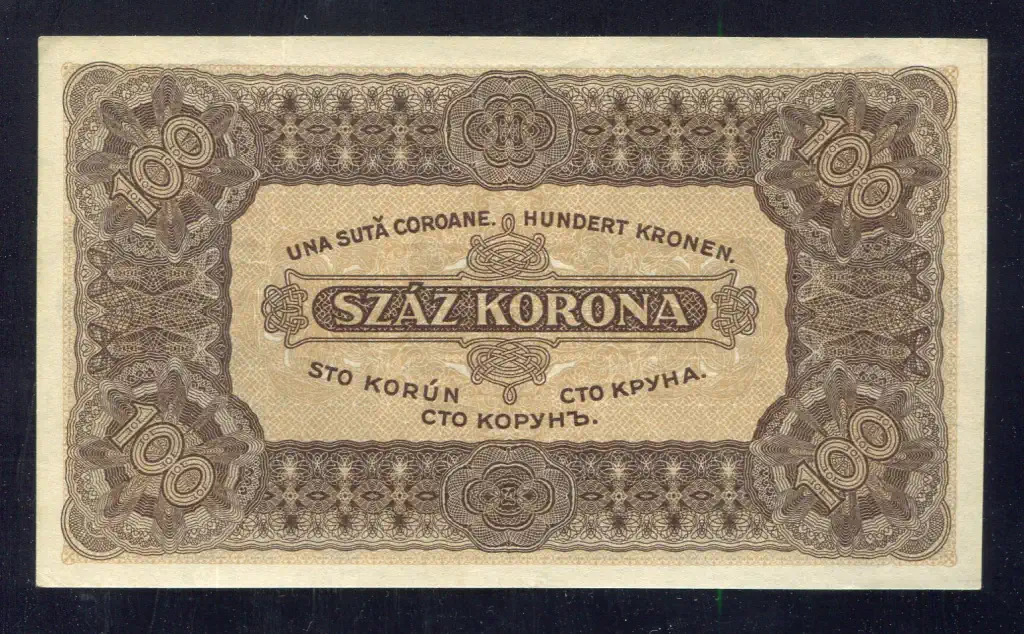 100
100
UNA SUTĂ COROANE. HUNDERT KRONEN.
SZÁZ KORONA
STO KORÚN СТО КРУНА.
СТО КОРУНЪ.
100
100